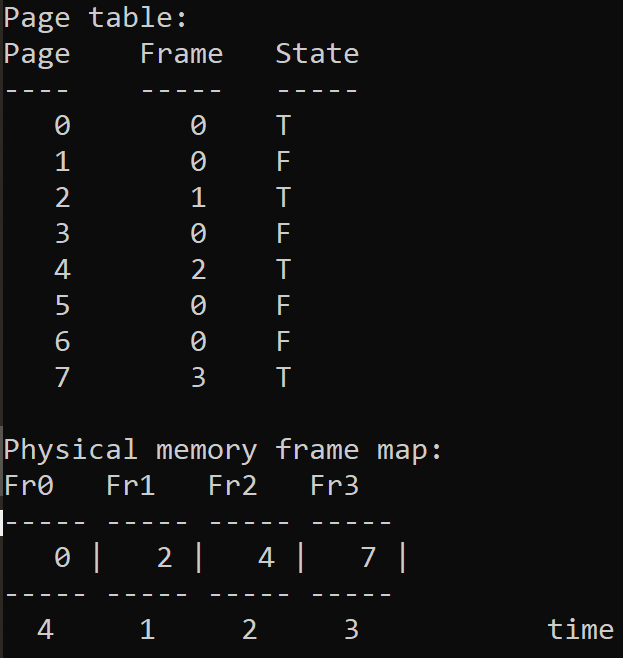 Page table:
Page    Frame   State
----    -----   -----
   0       0    T
   1       0    F
   2       1    T
   3       0    F
   4       2    T
   5       0    F
   6       0    F
   7       3    T

Physical memory frame map:
Fr0   Fr1   Fr2   Fr3
----- ----- ----- -----
   0 |   2 |   4 |   7 |
----- ----- ----- -----
  4     1     2     3           time